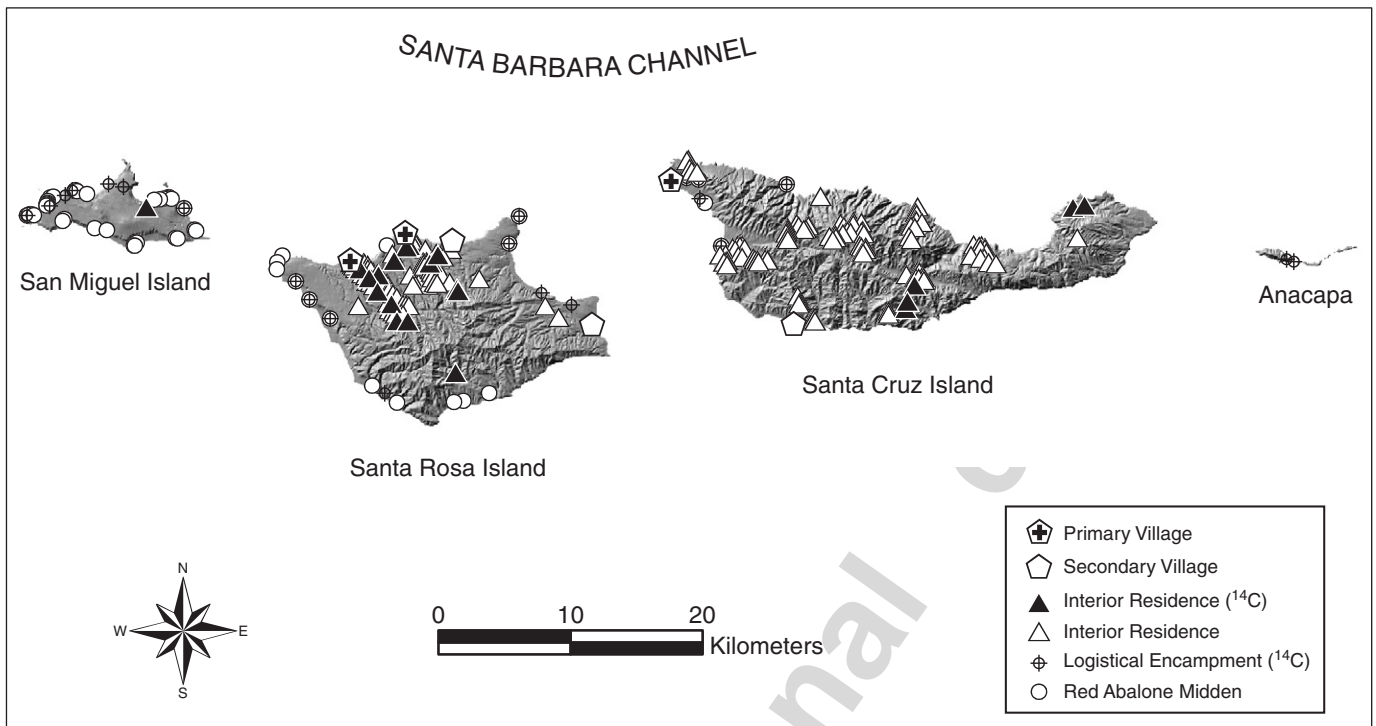 SANTA BARBARA CHANNEL
San Miguel Island
Santa Rosa Island
Santa Cruz Island
Anacapa
N
W
E
S
0
10
20
Kilometers
Primary Village
Secondary Village
Interior Residence (¹⁴C)
Interior Residence
Logistical Encampment (¹⁴C)
Red Abalone Midden
nal